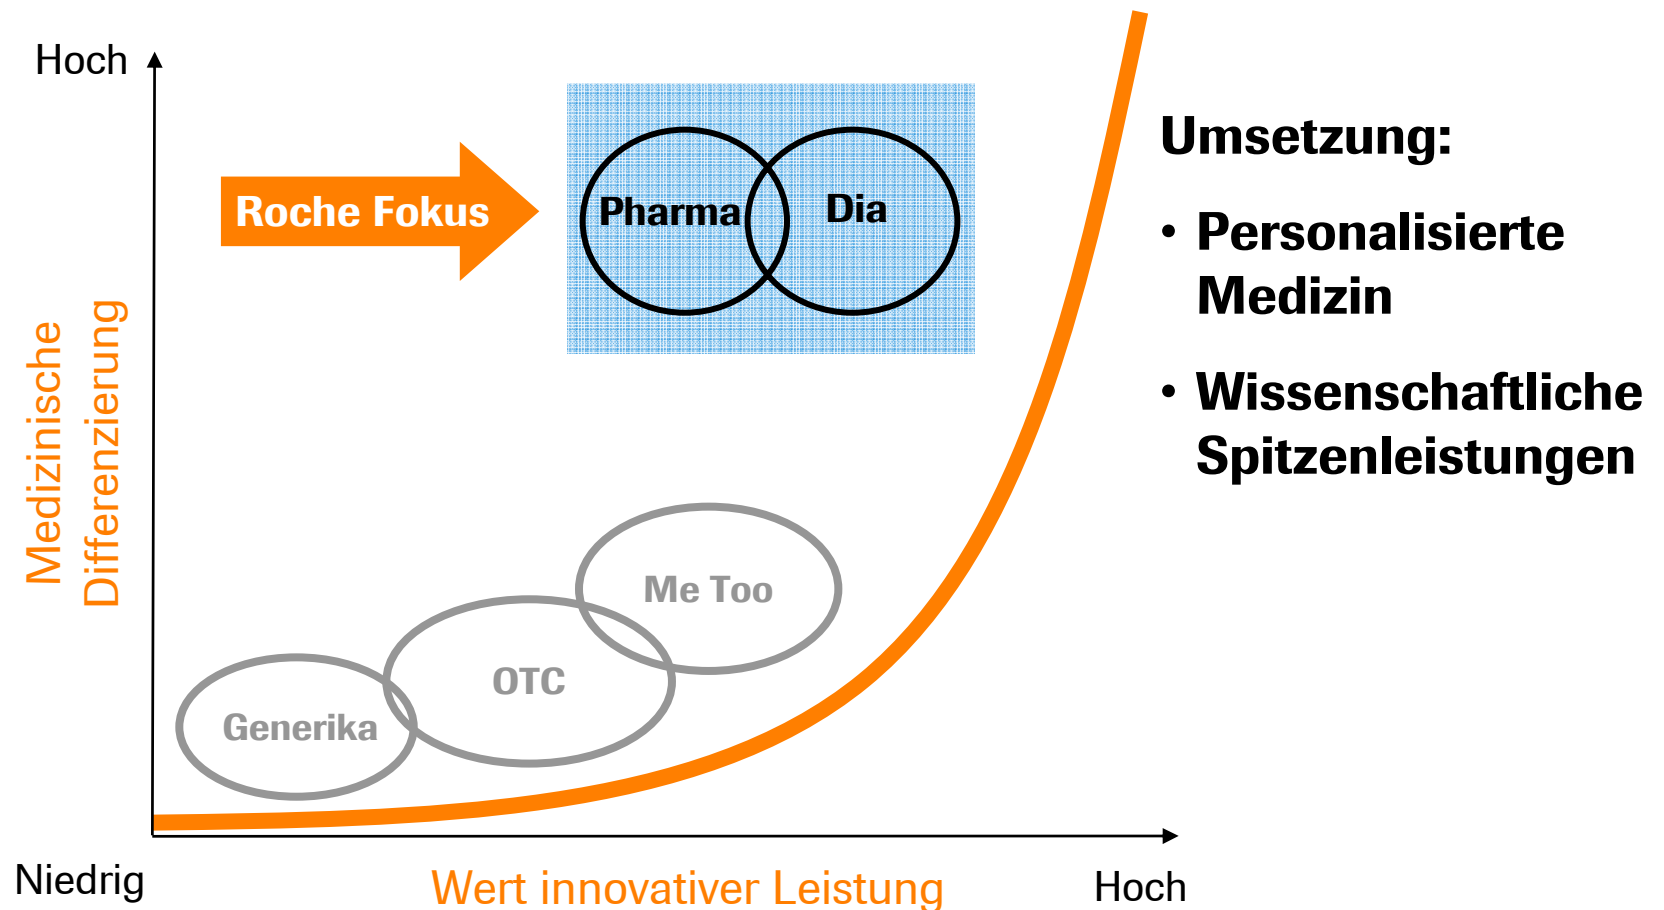 Hoch
Roche Fokus
Pharma
Dia
Umsetzung:
• Personalisierte
Medizin
• Wissenschaftliche
Spitzenleistungen
Medizinische
Differenzierung
Me Too
OTC
Generika
Niedrig
Wert innovativer Leistung
Hoch